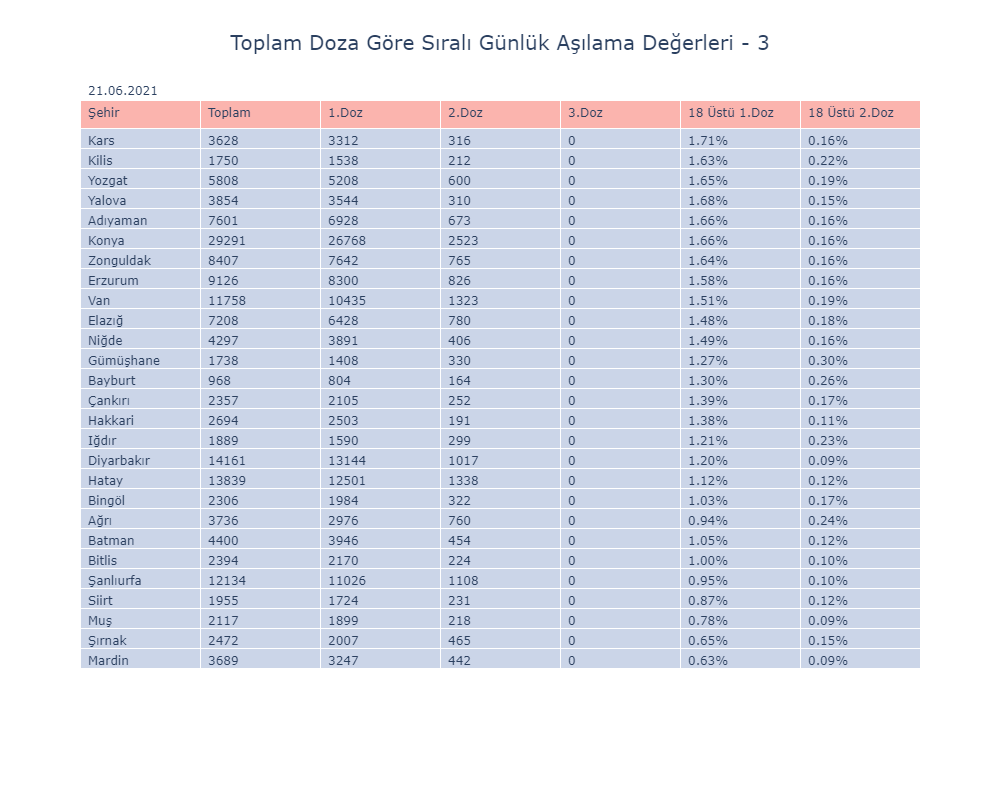 Toplam Doza Göre Sıralı Günlük Aşılama Değerleri - 3
21.06.2021
Şehir Toplam 1.Doz 2.Doz 3.Doz 18 Üstü 1.Doz 18 Üstü 2.Doz
Kars 3628 3312 316 0 1.71% 0.16%
Kilis 1750 1538 212 0 1.63% 0.22%
Yozgat 5808 5208 600 0 1.65% 0.19%
Yalova 3854 3544 310 0 1.68% 0.15%
Adıyaman 7601 6928 673 0 1.66% 0.16%
Konya 29291 26768 2523 0 1.66% 0.16%
Zonguldak 8407 7642 765 0 1.64% 0.16%
Erzurum 9126 8300 826 0 1.58% 0.16%
Van 11758 10435 1323 0 1.51% 0.19%
Elazığ 7208 6428 780 0 1.48% 0.18%
Niğde 4297 3891 406 0 1.49% 0.16%
Gümüşhane 1738 1408 330 0 1.27% 0.30%
Bayburt 968 804 164 0 1.30% 0.26%
Çankırı 2357 2105 252 0 1.39% 0.17%
Hakkari 2694 2503 191 0 1.38% 0.11%
Iğdır 1889 1590 299 0 1.21% 0.23%
Diyarbakır 14161 13144 1017 0 1.20% 0.09%
Hatay 13839 12501 1338 0 1.12% 0.12%
Bingöl 2306 1984 322 0 1.03% 0.17%
Ağrı 3736 2976 760 0 0.94% 0.24%
Batman 4400 3946 454 0 1.05% 0.12%
Bitlis 2394 2170 224 0 1.00% 0.10%
Şanlıurfa 12134 11026 1108 0 0.95% 0.10%
Siirt 1955 1724 231 0 0.87% 0.12%
Muş 2117 1899 218 0 0.78% 0.09%
Şırnak 2472 2007 465 0 0.65% 0.15%
Mardin 3689 3247 442 0 0.63% 0.09%